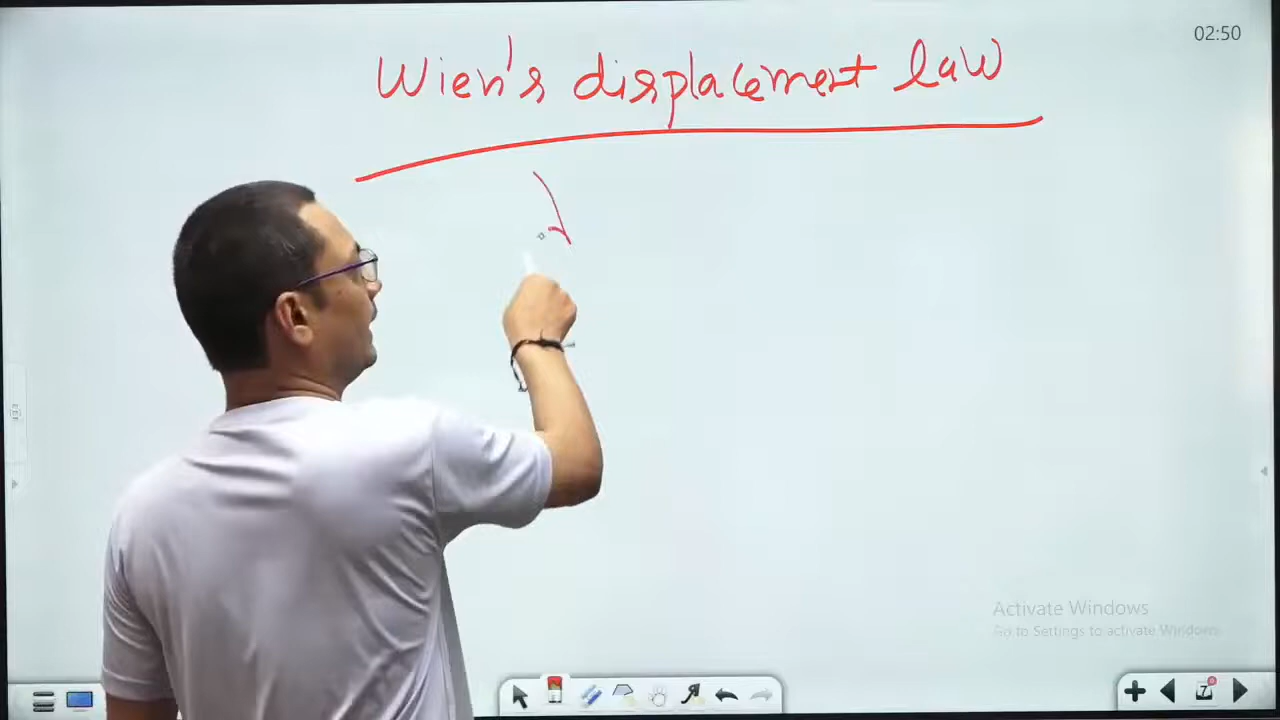 02:50
Wien's displacement law
λ
Activate Windows
Go to Settings to activate Windows.